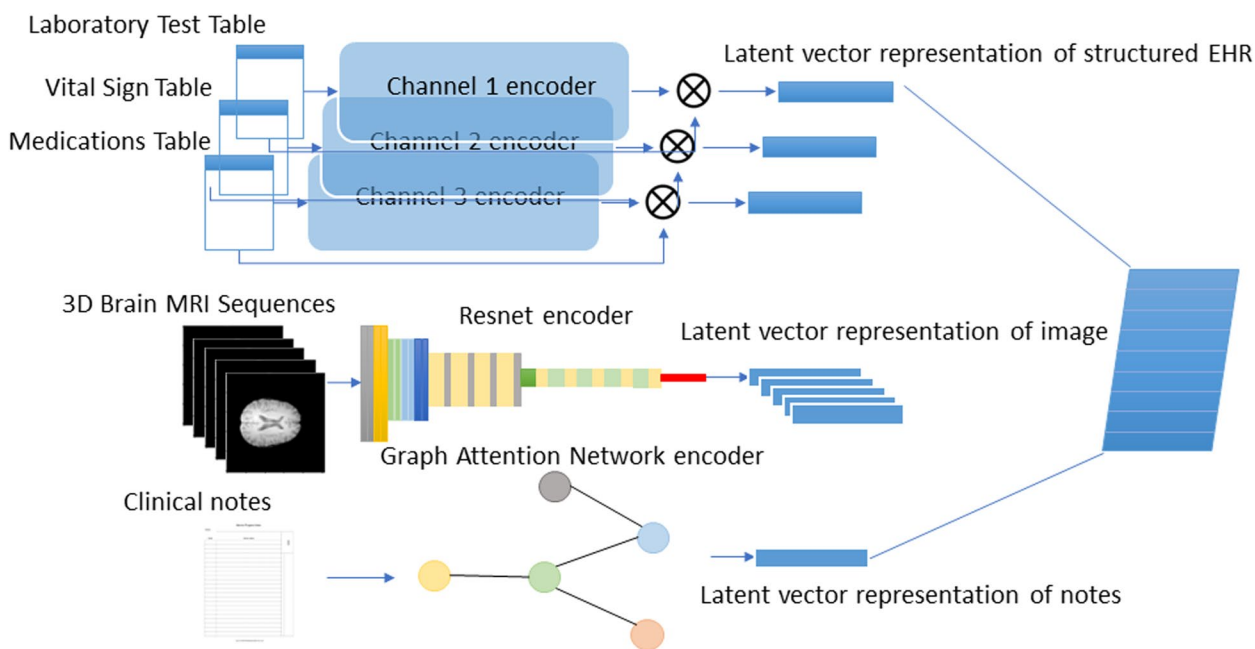 Laboratory Test Table
Latent vector representation of structured EHR
Vital Sign Table
Channel 1 encoder
Medications Table
Channel 2 encoder
Channel 3 encoder
3D Brain MRI Sequences
Resnet encoder
Latent vector representation of image
Graph Attention Network encoder
Clinical notes
Latent vector representation of notes